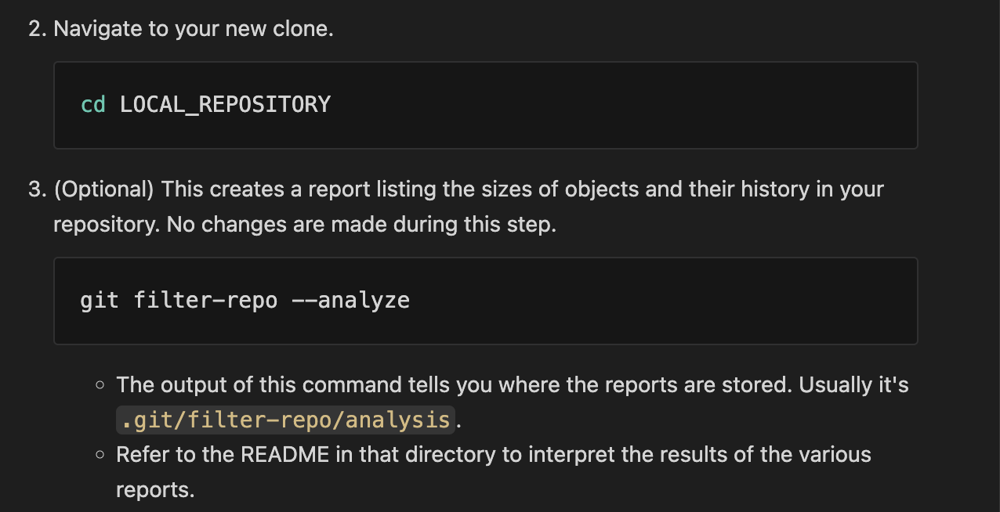 2. Navigate to your new clone.
cd LOCAL_REPOSITORY
3. (Optional) This creates a report listing the sizes of objects and their history in your
repository. No changes are made during this step.
git filter-repo --analyze
○ The output of this command tells you where the reports are stored. Usually it's
.git/filter-repo/analysis.
○ Refer to the README in that directory to interpret the results of the various
reports.